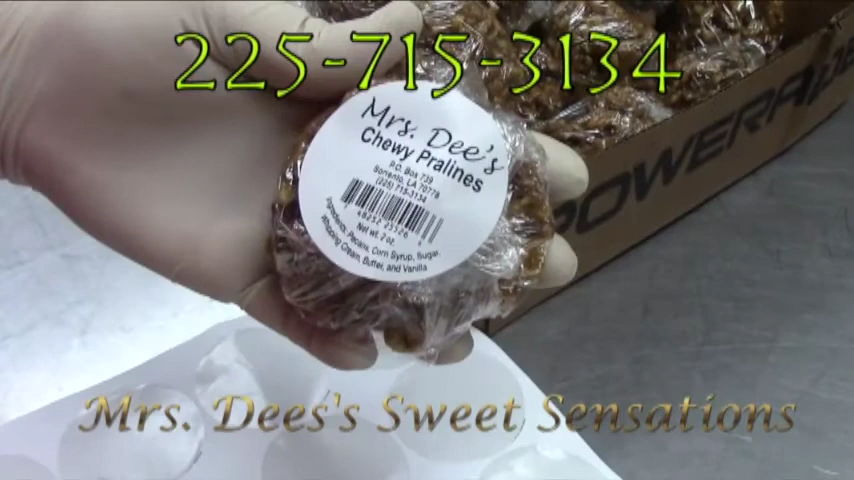 225-715-3134
Mrs. Dee's
Chewy Pralines
P.O. Box 739
Sorrento, LA 70778
(225) 715-3134
Net wt. 2 oz.
Ingredients: Pecans, Corn Syrup, Sugar,
Whipping Cream, Butter, and Vanilla
POWERADE
Mrs. Dees's Sweet Sensations